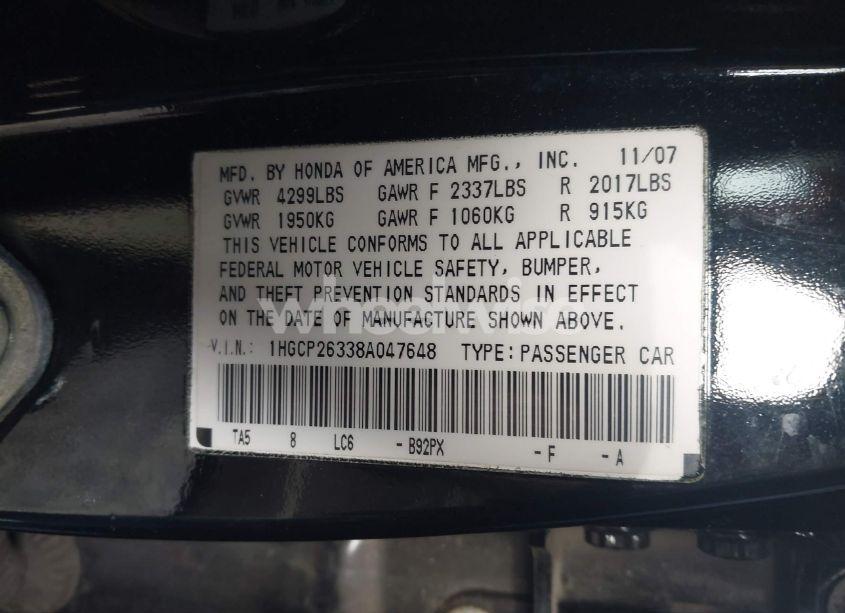 MFD. BY HONDA OF AMERICA MFG., INC. 11/07
GVWR 4299LBS GAWR F 2337LBS R 2017LBS
GVWR 1950KG GAWR F 1060KG R 915KG
THIS VEHICLE CONFORMS TO ALL APPLICABLE
FEDERAL MOTOR VEHICLE SAFETY, BUMPER,
AND THEFT PREVENTION STANDARDS IN EFFECT
ON THE DATE OF MANUFACTURE SHOWN ABOVE.
V.I.N.: 1HGCP26338A047648 TYPE: PASSENGER CAR
TA5 8 LC6 -B92PX -F -A